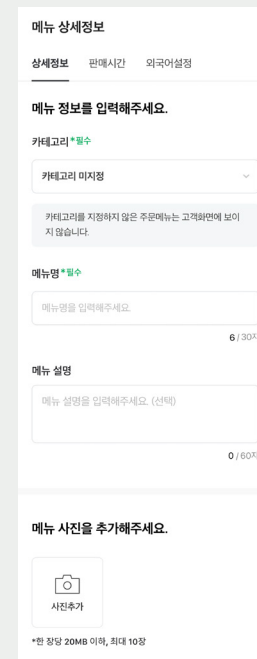 메뉴 상세정보
상세정보 판매시간 외국어설정
메뉴 정보를 입력해주세요.
카테고리 *필수
카테고리 미지정
카테고리를 지정하지 않은 주문메뉴는 고객화면에 보이
지 않습니다.
메뉴명 *필수
메뉴명을 입력해주세요.
6 / 30자
메뉴 설명
메뉴 설명을 입력해주세요. (선택)
0 / 60자
메뉴 사진을 추가해주세요.
사진추가
*한 장당 20MB 이하, 최대 10장